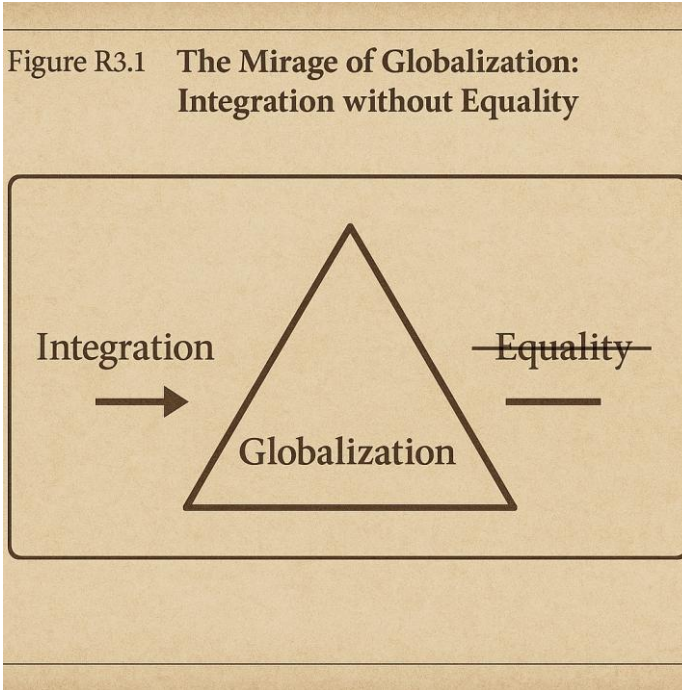 Figure R3.1 The Mirage of Globalization:
Integration without Equality
Integration
Equality
Globalization